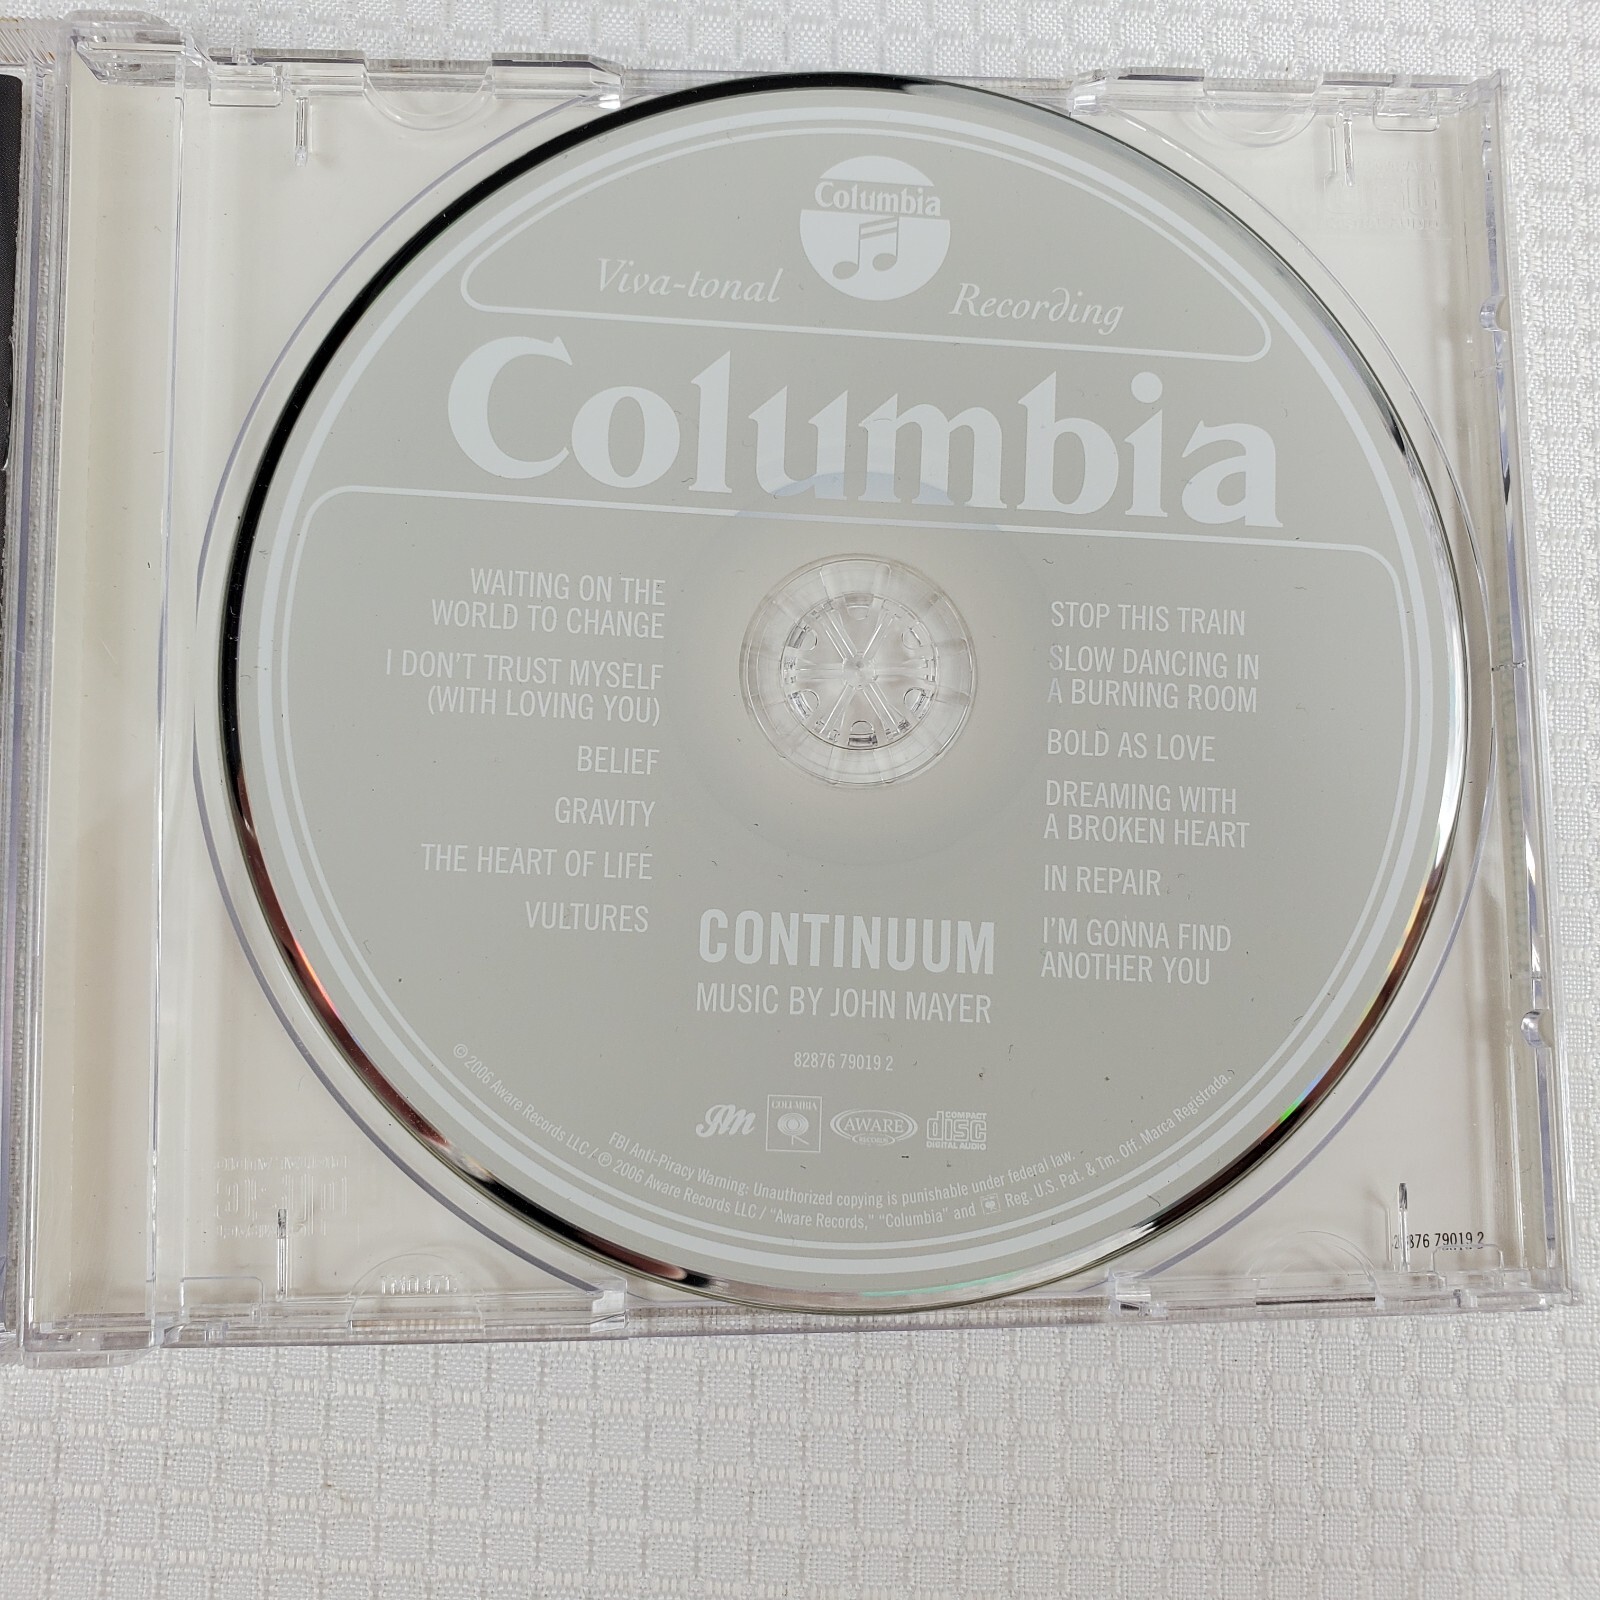 Columbia
Viva-tonal Recording
Columbia
WAITING ON THE
WORLD TO CHANGE
I DON'T TRUST MYSELF
(WITH LOVING YOU)
BELIEF
GRAVITY
THE HEART OF LIFE
VULTURES
STOP THIS TRAIN
SLOW DANCING IN
A BURNING ROOM
BOLD AS LOVE
DREAMING WITH
A BROKEN HEART
IN REPAIR
I'M GONNA FIND
ANOTHER YOU
CONTINUUM
MUSIC BY JOHN MAYER
82876 79019 2
JM
COLUMBIA
AWARE
RECORDS
COMPACT
disc
DIGITAL AUDIO
FBI Anti-Piracy Warning: Unauthorized copying is punishable under federal law.
© 2006 Aware Records LLC / ℗ 2006 Aware Records LLC / "Aware Records," "Columbia" and Reg. U.S. Pat. & Tm. Off. Marca Registrada.
79019 2